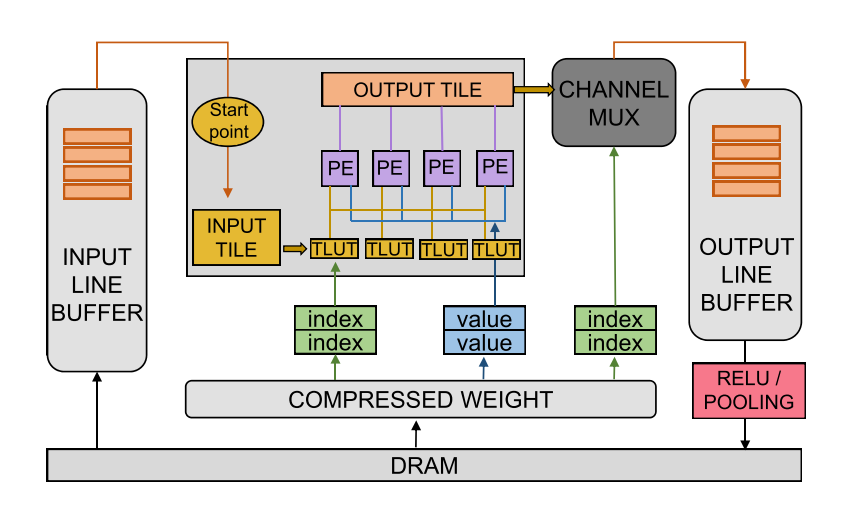 Start
point
OUTPUT TILE
CHANNEL
MUX
PE
PE
PE
PE
INPUT
TILE
TLUT
TLUT
TLUT
TLUT
INPUT
LINE
BUFFER
OUTPUT
LINE
BUFFER
index
index
value
value
index
index
RELU /
POOLING
COMPRESSED WEIGHT
DRAM